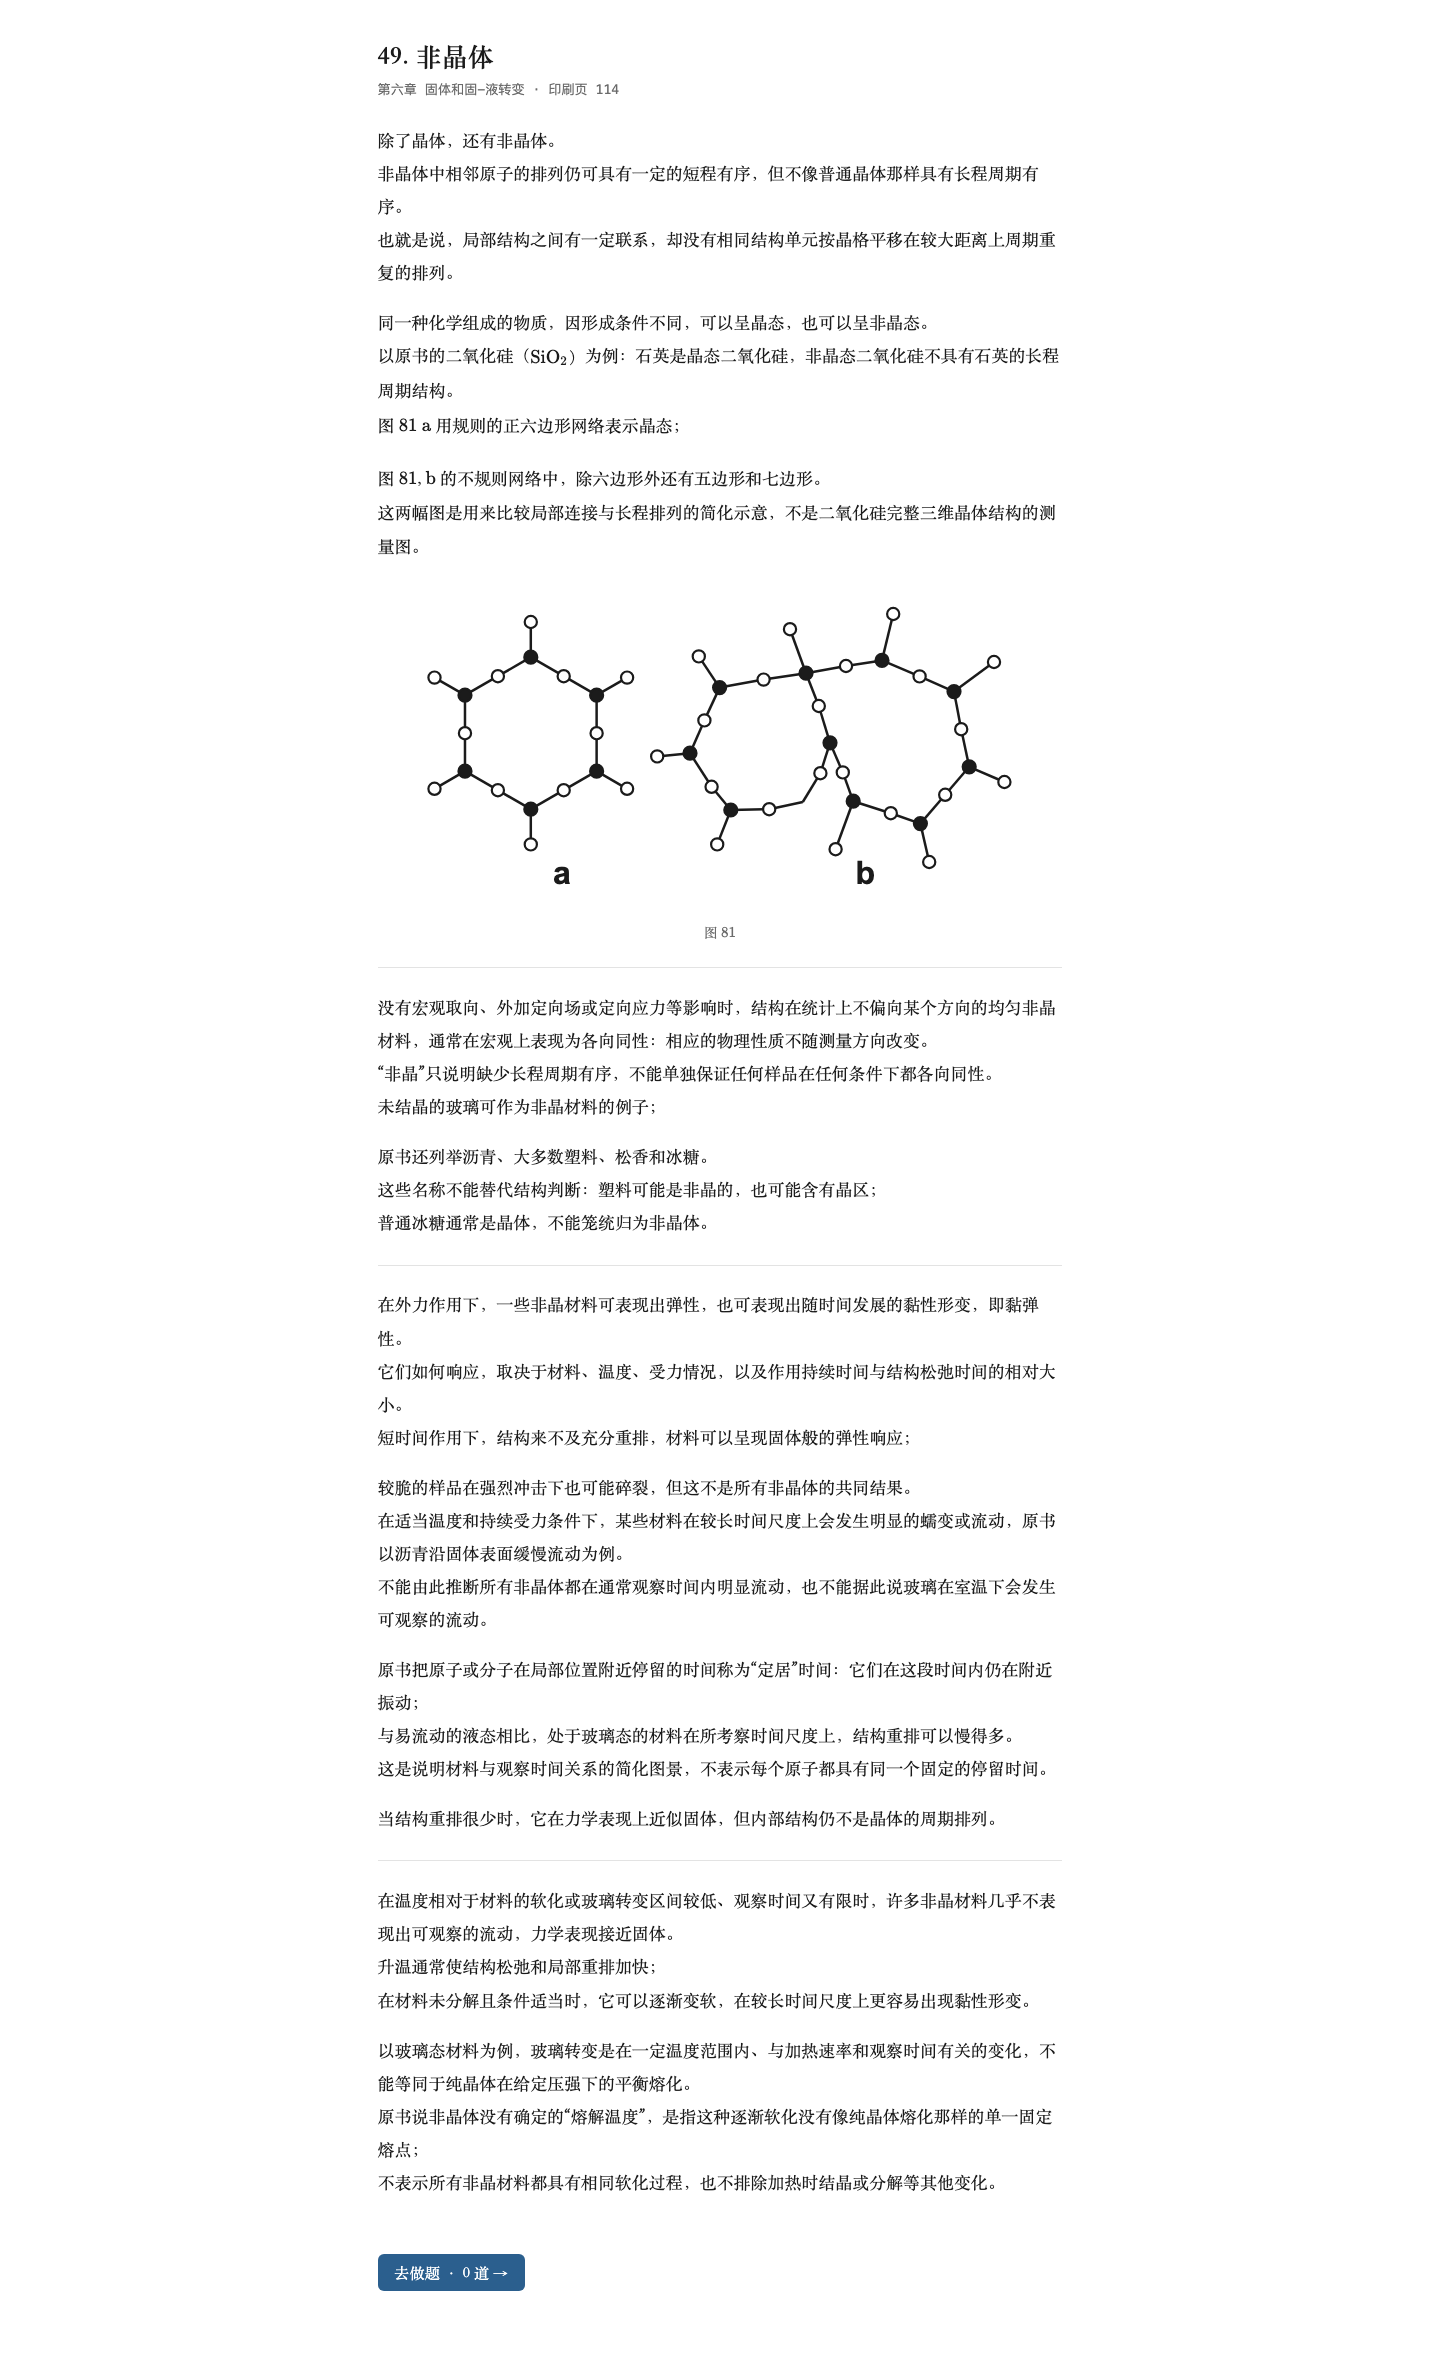 49. 非晶体
第六章 固体和固—液转变 · 印刷页 114
除了晶体，还有非晶体。
非晶体中相邻原子的排列仍可具有一定的短程有序，但不像普通晶体那样具有长程周期有
序。
也就是说，局部结构之间有一定联系，却没有相同结构单元按晶格平移在较大距离上周期重
复的排列。
同一种化学组成的物质，因形成条件不同，可以呈晶态，也可以呈非晶态。
以原书的二氧化硅（SiO₂）为例：石英是晶态二氧化硅，非晶态二氧化硅不具有石英的长程
周期结构。
图 81 a 用规则的正六边形网络表示晶态；
图 81, b 的不规则网络中，除六边形外还有五边形和七边形。
这两幅图是用来比较局部连接与长程排列的简化示意，不是二氧化硅完整三维晶体结构的测
量图。
a
b
图 81
没有宏观取向、外加定向场或定向应力等影响时，结构在统计上不偏向某个方向的均匀非晶
材料，通常在宏观上表现为各向同性：相应的物理性质不随测量方向改变。
“非晶”只说明缺少长程周期有序，不能单独保证任何样品在任何条件下都各向同性。
未结晶的玻璃可作为非晶材料的例子；
原书还列举沥青、大多数塑料、松香和冰糖。
这些名称不能替代结构判断：塑料可能是非晶的，也可能含有晶区；
普通冰糖通常是晶体，不能笼统归为非晶体。
在外力作用下，一些非晶材料可表现出弹性，也可表现出随时间发展的黏性形变，即黏弹
性。
它们如何响应，取决于材料、温度、受力情况，以及作用持续时间与结构松弛时间的相对大
小。
短时间作用下，结构来不及充分重排，材料可以呈现固体般的弹性响应；
较脆的样品在强烈冲击下也可能碎裂，但这不是所有非晶体的共同结果。
在适当温度和持续受力条件下，某些材料在较长时间尺度上会发生明显的蠕变或流动，原书
以沥青沿固体表面缓慢流动为例。
不能由此推断所有非晶体都在通常观察时间内明显流动，也不能据此说玻璃在室温下会发生
可观察的流动。
原书把原子或分子在局部位置附近停留的时间称为“定居”时间：它们在这段时间内仍在附近
振动；
与易流动的液态相比，处于玻璃态的材料在所考察时间尺度上，结构重排可以慢得多。
这是说明材料与观察时间关系的简化图景，不表示每个原子都具有同一个固定的停留时间。
当结构重排很少时，它在力学表现上近似固体，但内部结构仍不是晶体的周期排列。
在温度相对于材料的软化或玻璃转变区间较低、观察时间又有限时，许多非晶材料几乎不表
现出可观察的流动，力学表现接近固体。
升温通常使结构松弛和局部重排加快；
在材料未分解且条件适当时，它可以逐渐变软，在较长时间尺度上更容易出现黏性形变。
以玻璃态材料为例，玻璃转变是在一定温度范围内、与加热速率和观察时间有关的变化，不
能等同于纯晶体在给定压强下的平衡熔化。
原书说非晶体没有确定的“熔解温度”，是指这种逐渐软化没有像纯晶体熔化那样的单一固定
熔点；
不表示所有非晶材料都具有相同软化过程，也不排除加热时结晶或分解等其他变化。
去做题 · 0 道 →